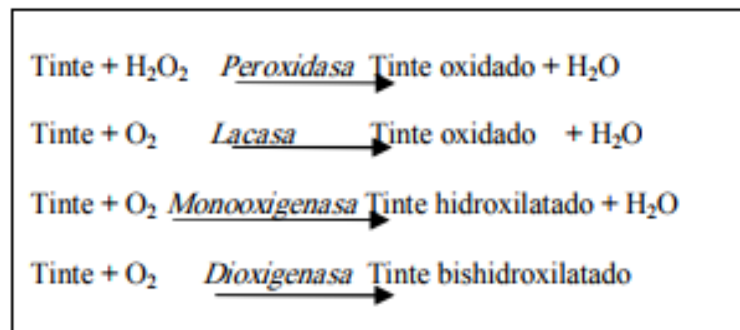 Tinte + H₂O₂ Peroxidasa Tinte oxidado + H₂O
Tinte + O₂ Lacasa Tinte oxidado + H₂O
Tinte + O₂ Monooxigenasa Tinte hidroxilatado + H₂O
Tinte + O₂ Dioxigenasa Tinte bishidroxilatado